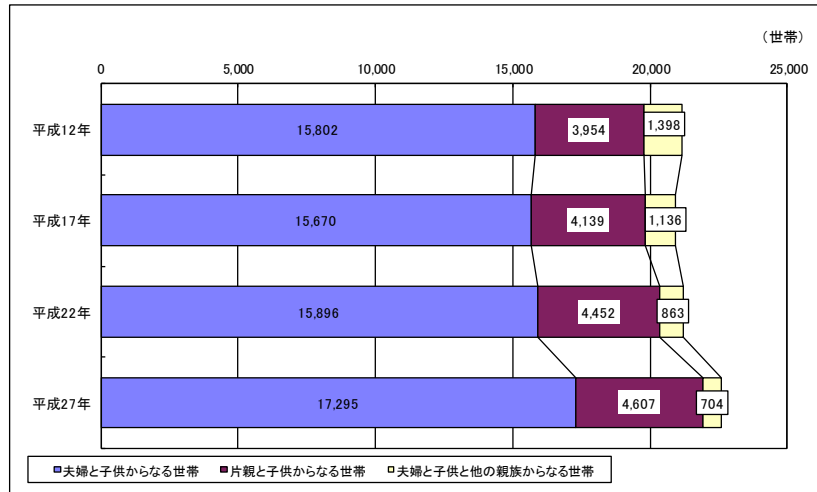 （世帯）
0 5,000 10,000 15,000 20,000 25,000
平成12年 15,802 3,954 1,398
平成17年 15,670 4,139 1,136
平成22年 15,896 4,452 863
平成27年 17,295 4,607 704
夫婦と子供からなる世帯 片親と子供からなる世帯 夫婦と子供と他の親族からなる世帯